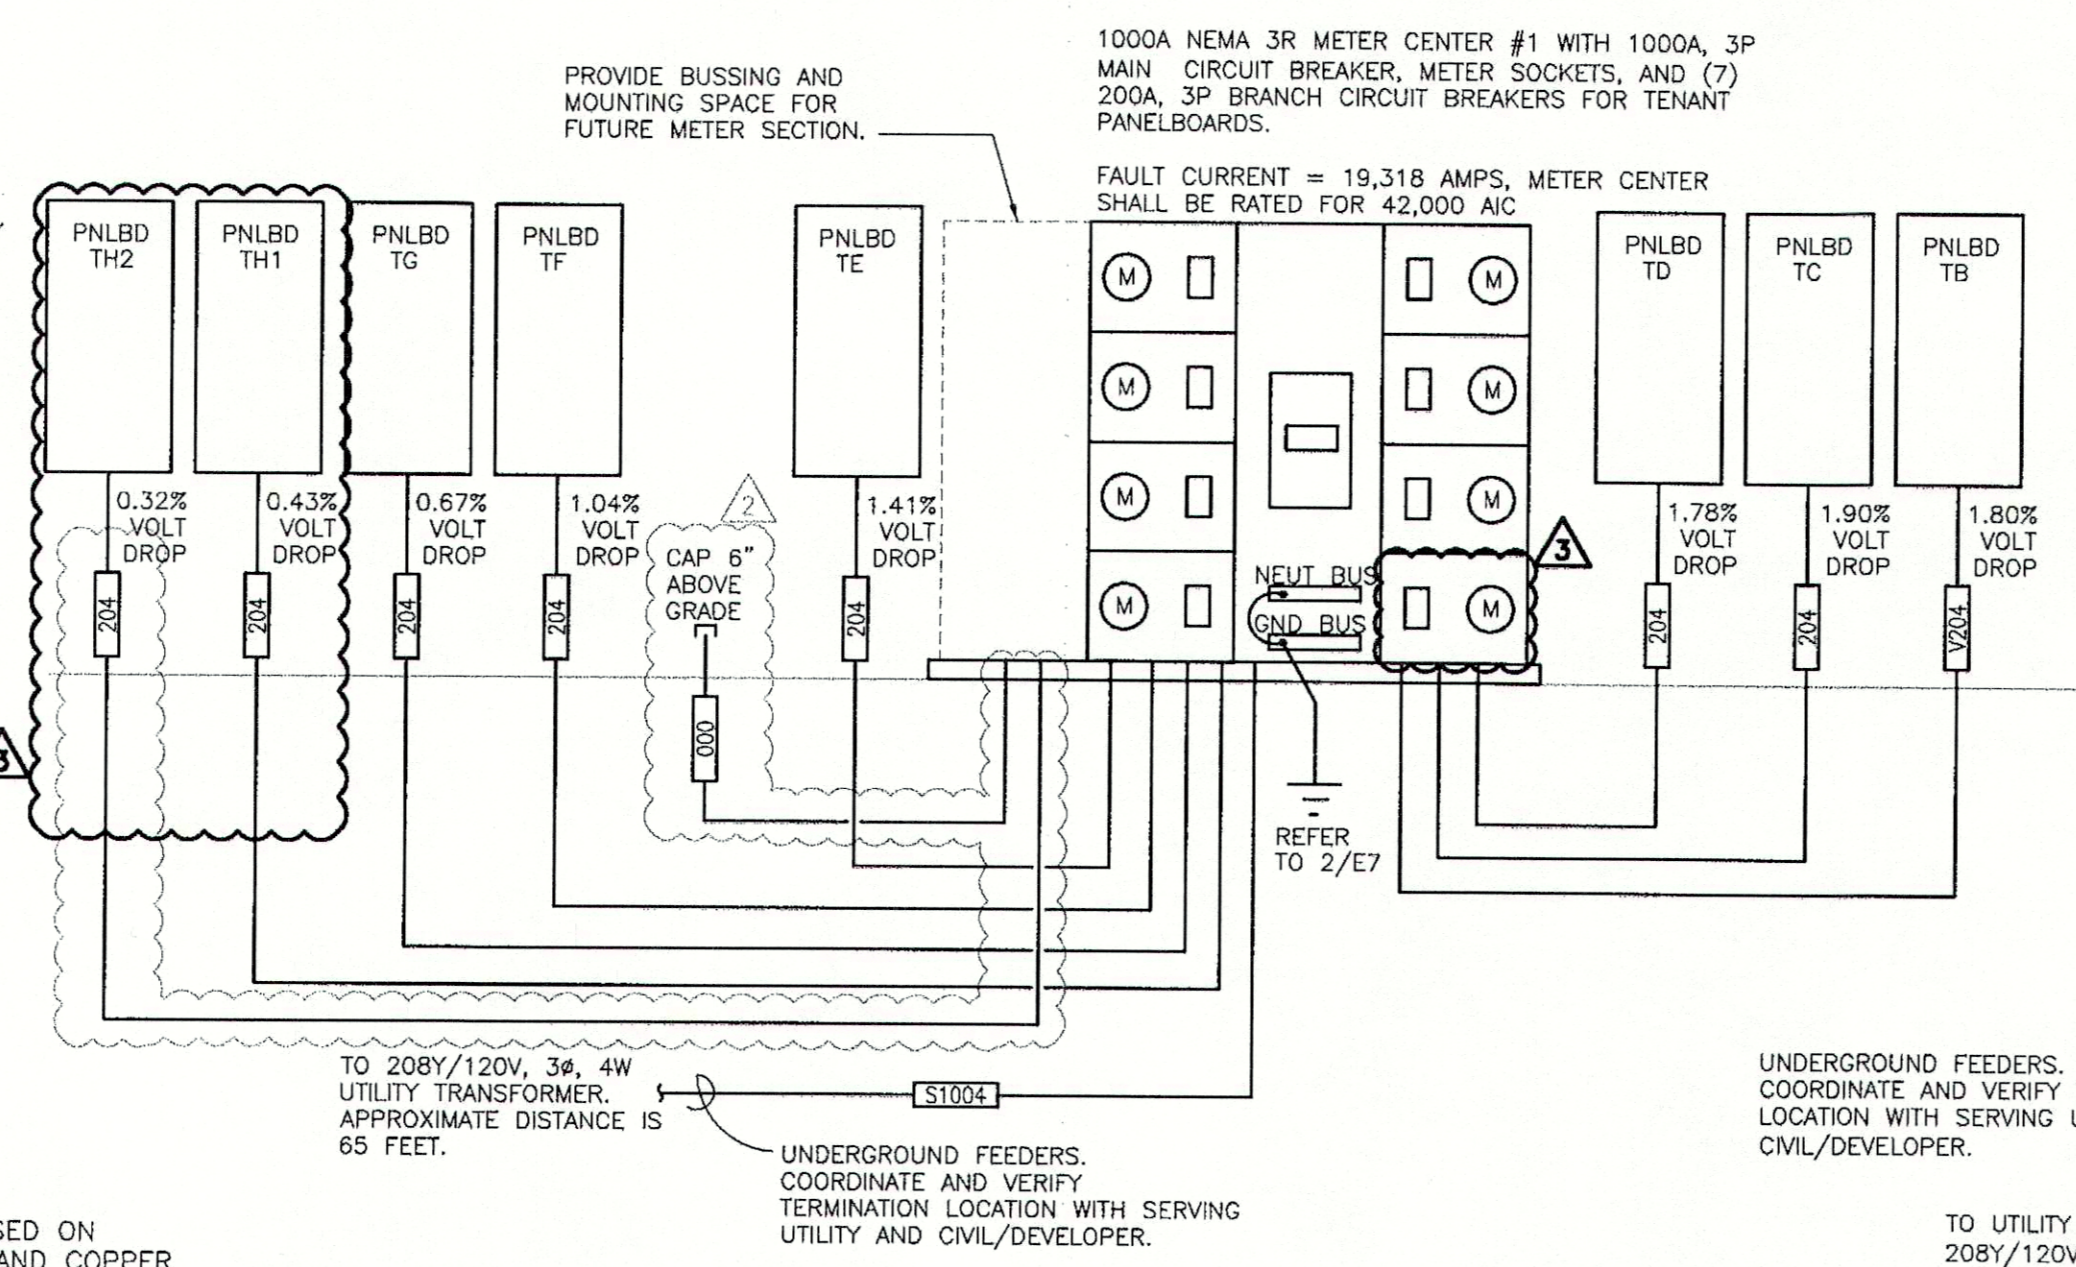 1000A NEMA 3R METER CENTER #1 WITH 1000A, 3P
MAIN CIRCUIT BREAKER, METER SOCKETS, AND (7)
200A, 3P BRANCH CIRCUIT BREAKERS FOR TENANT
PANELBOARDS.
FAULT CURRENT = 19,318 AMPS, METER CENTER
SHALL BE RATED FOR 42,000 AIC
PROVIDE BUSSING AND
MOUNTING SPACE FOR
FUTURE METER SECTION.
PNLBD
TH2
PNLBD
TH1
PNLBD
TG
PNLBD
TF
PNLBD
TE
PNLBD
TD
PNLBD
TC
PNLBD
TB
M
M
M
M
M
M
M
M
0.32%
VOLT
DROP
0.43%
VOLT
DROP
0.67%
VOLT
DROP
1.04%
VOLT
DROP
1.41%
VOLT
DROP
1.78%
VOLT
DROP
1.90%
VOLT
DROP
1.80%
VOLT
DROP
2
CAP 6"
ABOVE
GRADE
3
NEUT BUS
GND BUS
204
204
204
204
204
204
204
V204
000
3
REFER
TO 2/E7
TO 208Y/120V, 3ø, 4W
UTILITY TRANSFORMER.
APPROXIMATE DISTANCE IS
65 FEET.
S1004
UNDERGROUND FEEDERS.
COORDINATE AND VERIFY
TERMINATION LOCATION WITH SERVING
UTILITY AND CIVIL/DEVELOPER.
UNDERGROUND FEEDERS.
COORDINATE AND VERIFY
LOCATION WITH SERVING
CIVIL/DEVELOPER.
SED ON
AND COPPER
TO UTILITY
208Y/120V